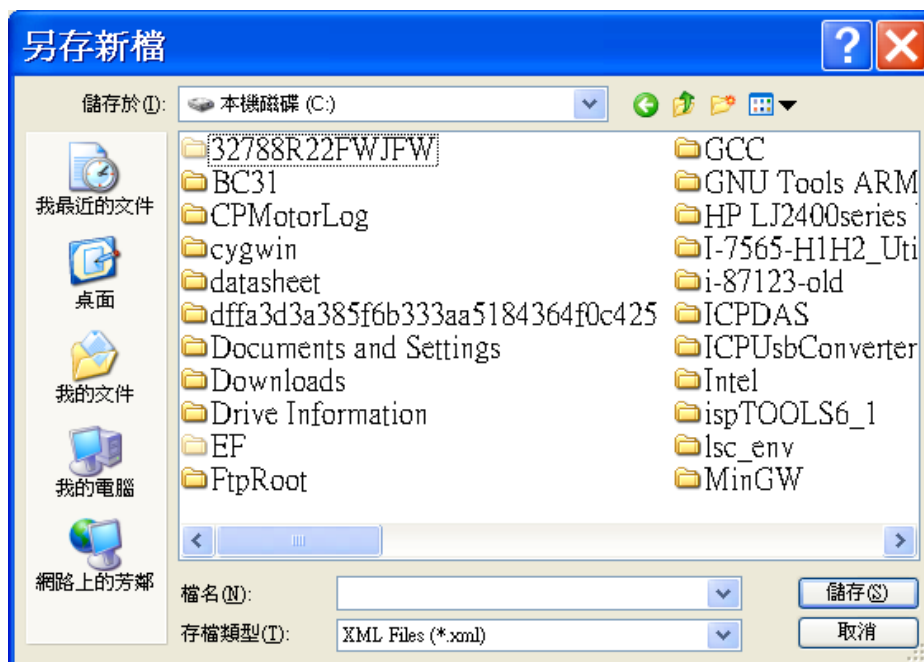 另存新檔
儲存於(I):
本機磁碟 (C:)
我最近的文件
桌面
我的文件
我的電腦
網路上的芳鄰
32788R22FWJFW
BC31
CPMotorLog
cygwin
datasheet
dffa3d3a385f6b333aa5184364f0c425
Documents and Settings
Downloads
Drive Information
EF
FtpRoot
GCC
GNU Tools ARM
HP LJ2400series
I-7565-H1H2_Uti
i-87123-old
ICPDAS
ICPUsbConverter
Intel
ispTOOLS6_1
lsc_env
MinGW
檔名(N):
儲存(S)
存檔類型(T):
XML Files (*.xml)
取消